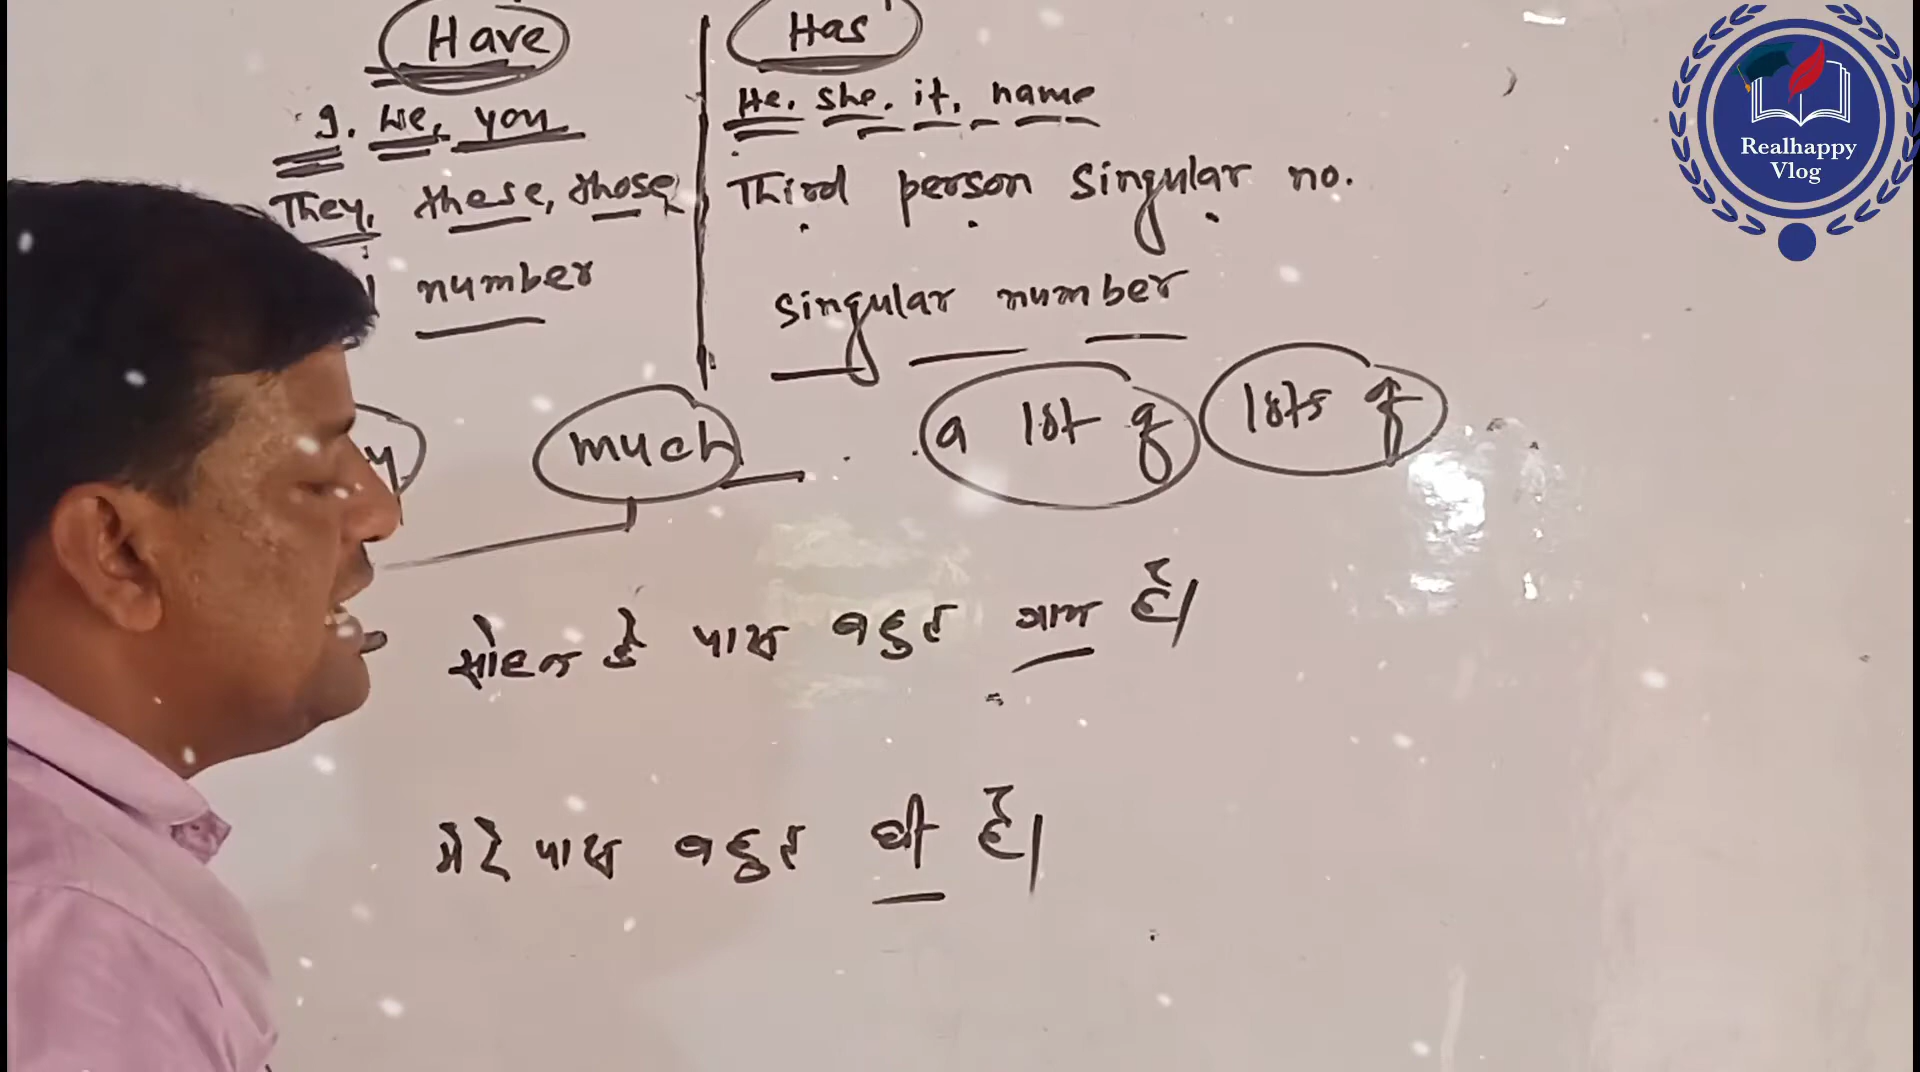 Have Has
I. We, you He. She. it, name
They, these, those, Third person singular no.
number singular number
much a lot of lots of
सोहन के पास बहुत गाय हैं।
मेरे पास बहुत घी है।
Realhappy
Vlog